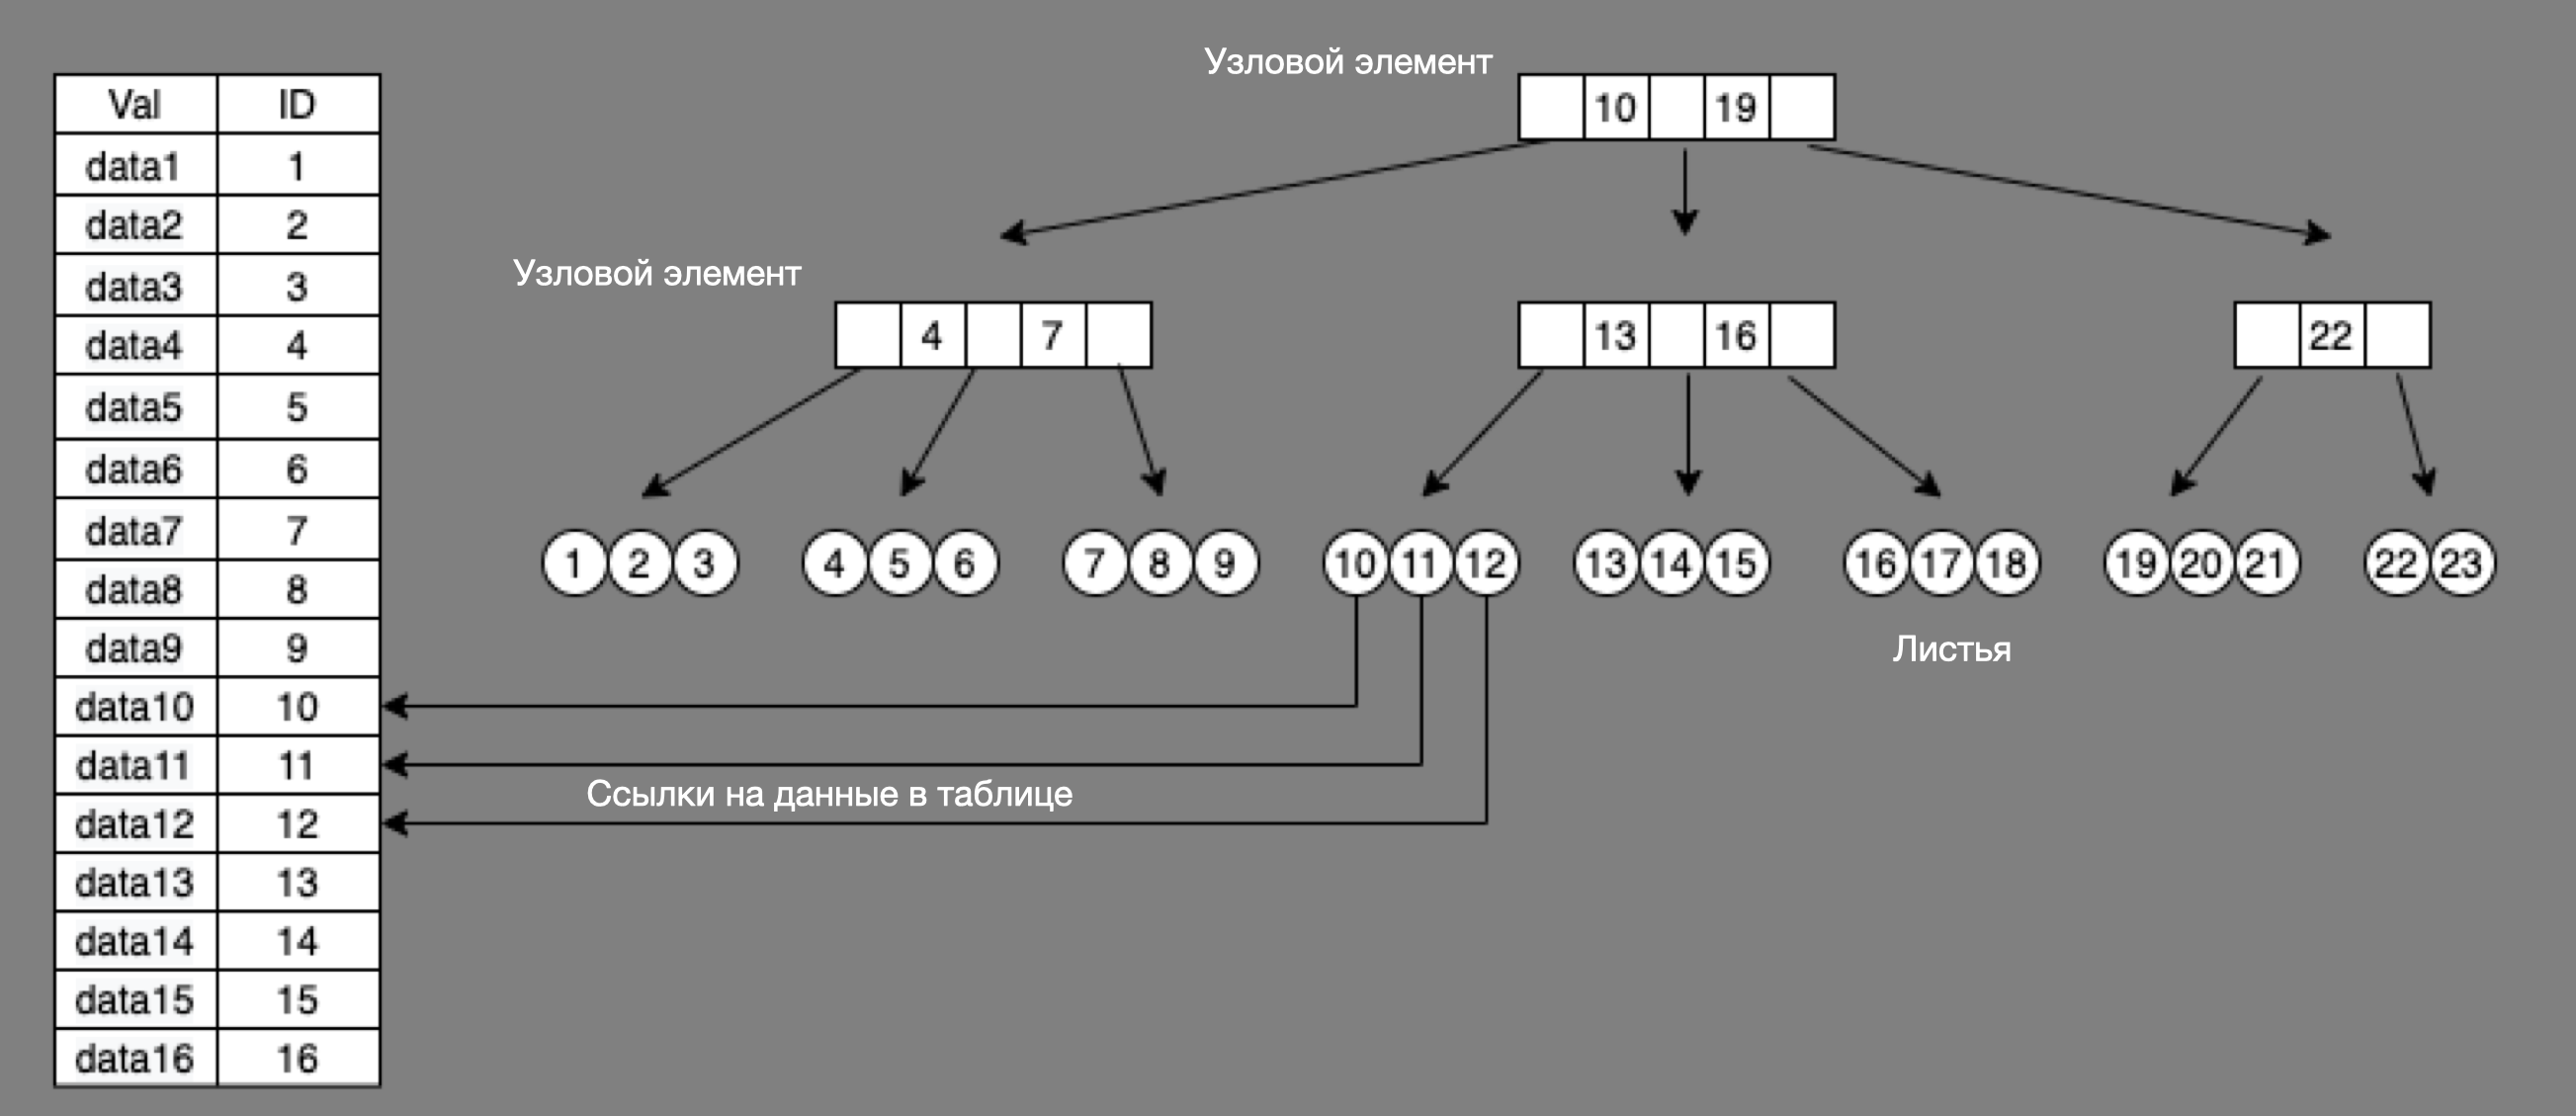 Val ID
data1 1
data2 2
data3 3
data4 4
data5 5
data6 6
data7 7
data8 8
data9 9
data10 10
data11 11
data12 12
data13 13
data14 14
data15 15
data16 16
Узловой элемент
10 19
Узловой элемент
4 7
13 16
22
1 2 3
4 5 6
7 8 9
10 11 12
13 14 15
16 17 18
19 20 21
22 23
Листья
Ссылки на данные в таблице